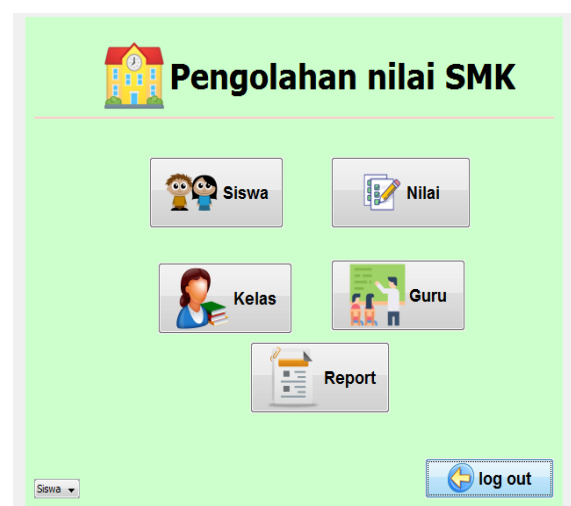 Pengolahan nilai SMK
Siswa
Nilai
Kelas
Guru
Report
Siswa
log out